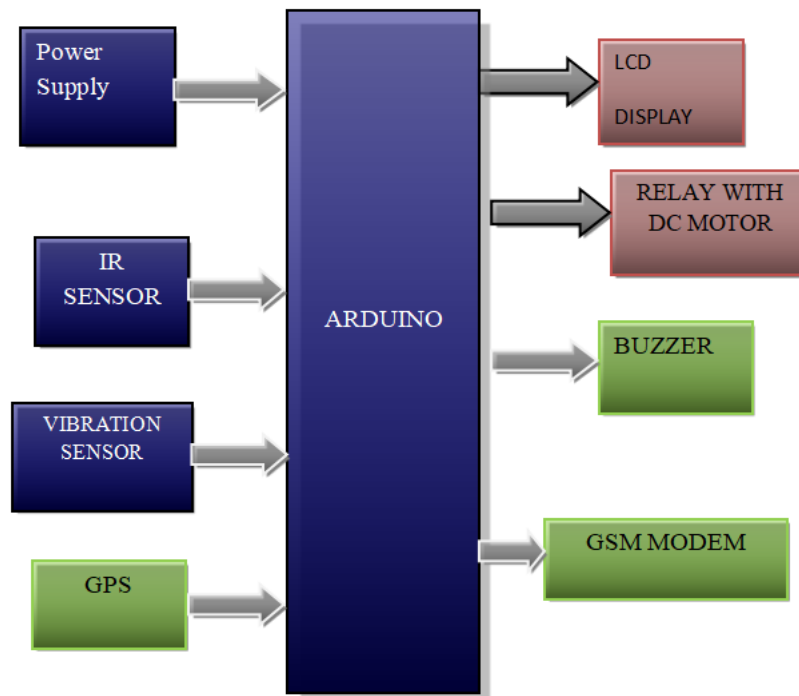 Power
Supply
IR
SENSOR
VIBRATION
SENSOR
GPS
ARDUINO
LCD
DISPLAY
RELAY WITH
DC MOTOR
BUZZER
GSM MODEM